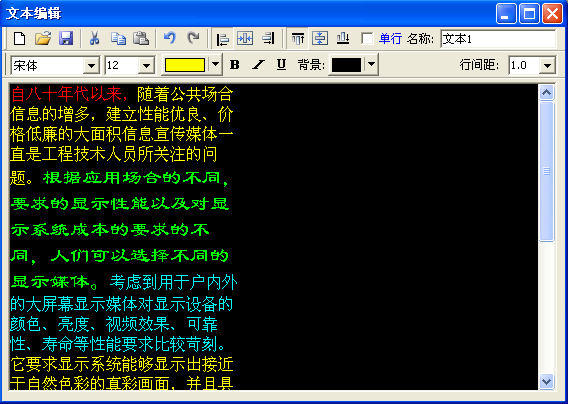 文本编辑
单行 名称: 文本1
宋体 12 B I U 背景: 行间距: 1.0
自八十年代以来，随着公共场合
信息的增多，建立性能优良、价
格低廉的大面积信息宣传媒体一
直是工程技术人员所关注的问
题。根据应用场合的不同，
要求的显示性能以及对显
示系统成本的要求的不
同，人们可以选择不同的
显示媒体。考虑到用于户内外
的大屏幕显示媒体对显示设备的
颜色、亮度、视频效果、可靠
性、寿命等性能要求比较苛刻。
它要求显示系统能够显示出接近
于自然色彩的真彩画面，并且具